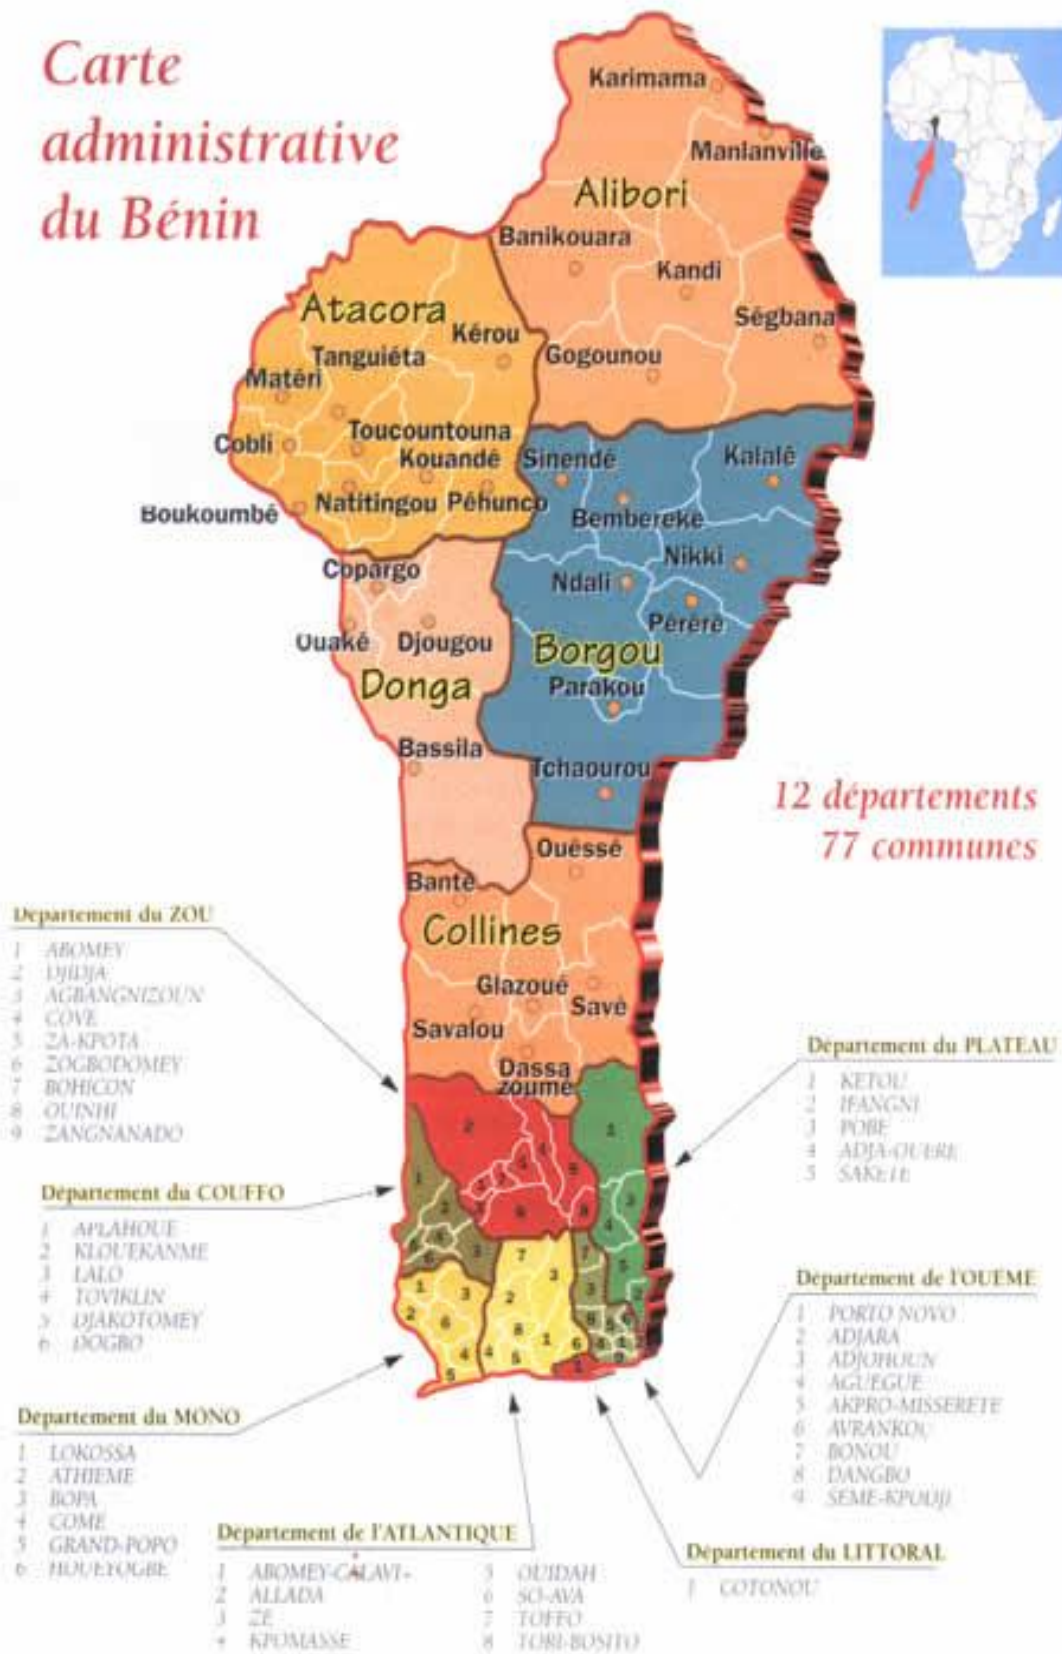 Carte
administrative
du Bénin
Karimama
Manlanville
Alibori
Banikouara
Kandi
Ségbana
Gogounou
Atacora
Kérou
Tanguiéta
Matéri
Toucountouna
Cobli
Kouandé
Natitingou
Péhunco
Boukoumbé
Sinendé
Kalalé
Bembereke
Nikki
Ndali
Pérèrè
Borgou
Parakou
Tchaourou
Copargo
Ouaké
Djougou
Donga
Bassila
12 départements
77 communes
Ouéssé
Bantè
Collines
Glazoué
Savé
Savalou
Dassa
zoumé
Département du ZOU
1 ABOMEY
2 DJIDJA
3 AGBANGNIZOUN
4 COVE
5 ZA-KPOTA
6 ZOGBODOMEY
7 BOHICON
8 OUINHI
9 ZANGNANADO
Département du COUFFO
1 APLAHOUE
2 KLOUEKANME
3 LALO
4 TOVIKLIN
5 DJAKOTOMEY
6 DOGBO
Département du MONO
1 LOKOSSA
2 ATHIEME
3 BOPA
4 COME
5 GRAND-POPO
6 HOUEYOGBE
Département de l'ATLANTIQUE
1 ABOMEY-CALAVI
2 ALLADA
3 ZE
4 KPOMASSE
5 OUIDAH
6 SO-AVA
7 TOFFO
8 TORI-BOSITO
Département du LITTORAL
1 COTONOU
Département de l'OUEME
1 PORTO NOVO
2 ADJARA
3 ADJOHOUN
4 AGUEGUE
5 AKPRO-MISSERETE
6 AVRANKOU
7 BONOU
8 DANGBO
9 SEME-KPODJI
Département du PLATEAU
1 KETOU
2 IFANGNI
3 POBE
4 ADJA-OUERE
5 SAKETE